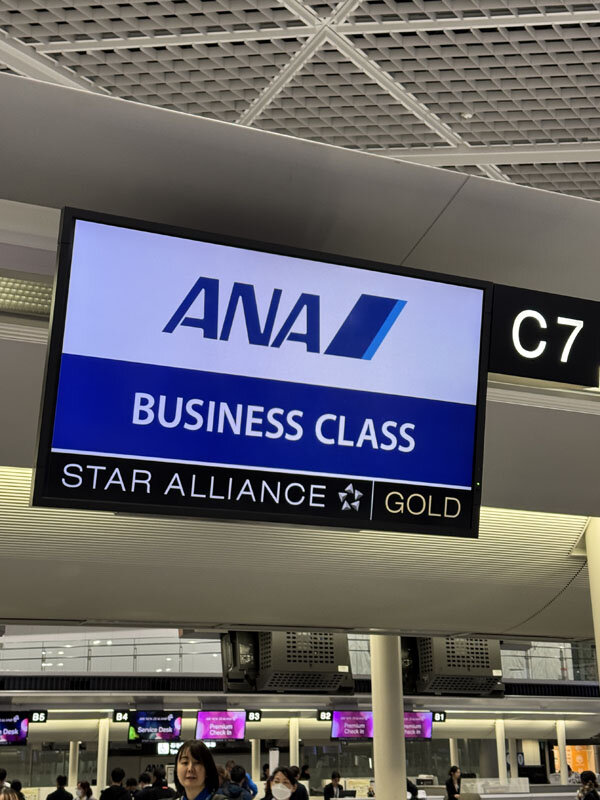 ANA
C7
BUSINESS CLASS
STAR ALLIANCE GOLD
B5
B4
B3
B2
B1
Service Desk
Premium
Check in
Premium
Check in
ANA